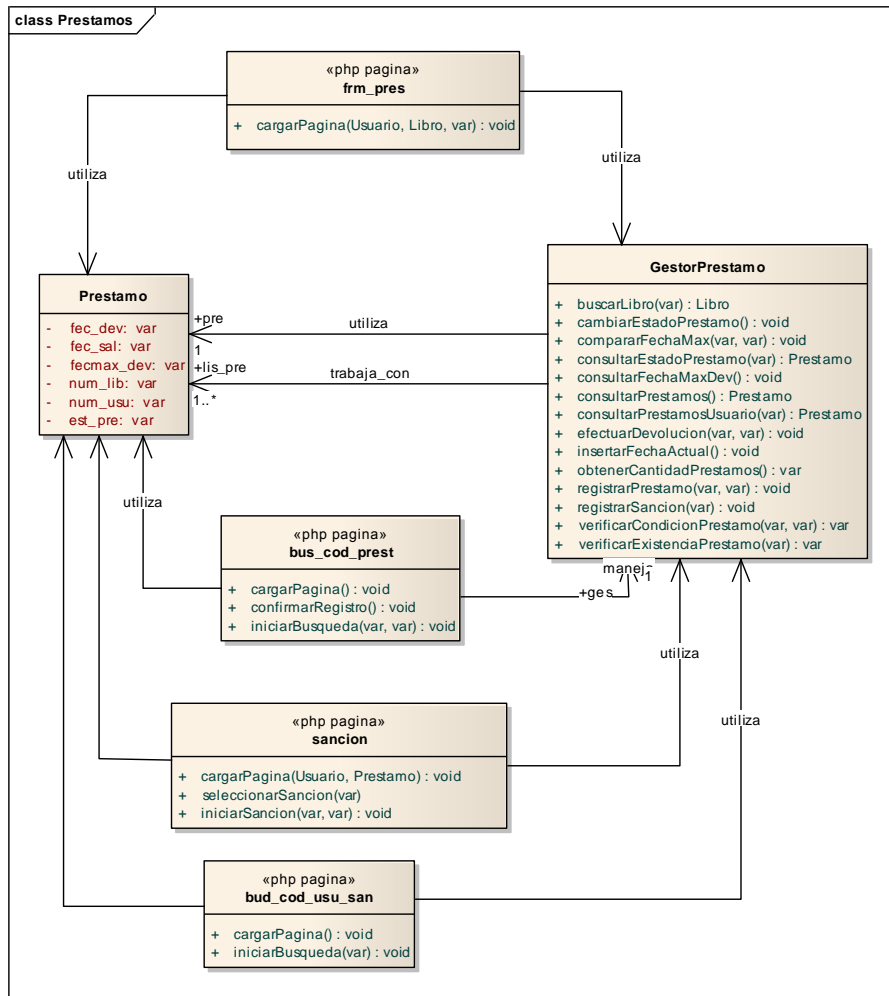 class Prestamos
«php pagina»
frm_pres
+ cargarPagina(Usuario, Libro, var) : void
utiliza
utiliza
Prestamo
- fec_dev: var
- fec_sal: var
- fecmax_dev: var
- num_lib: var
- num_usu: var
- est_pre: var
GestorPrestamo
+ buscarLibro(var) : Libro
+ cambiarEstadoPrestamo() : void
+ compararFechaMax(var, var) : void
+ consultarEstadoPrestamo(var) : Prestamo
+ consultarFechaMaxDev() : void
+ consultarPrestamos() : Prestamo
+ consultarPrestamosUsuario(var) : Prestamo
+ efectuarDevolucion(var, var) : void
+ insertarFechaActual() : void
+ obtenerCantidadPrestamos() : var
+ registrarPrestamo(var, var) : void
+ registrarSancion(var) : void
+ verificarCondicionPrestamo(var, var) : var
+ verificarExistenciaPrestamo(var) : var
+pre
utiliza
1
+lis_pre
trabaja_con
1..*
utiliza
«php pagina»
bus_cod_prest
+ cargarPagina() : void
+ confirmarRegistro() : void
+ iniciarBusqueda(var, var) : void
maneja
1
+ges
utiliza
utiliza
«php pagina»
sancion
+ cargarPagina(Usuario, Prestamo) : void
+ seleccionarSancion(var)
+ iniciarSancion(var, var) : void
«php pagina»
bud_cod_usu_san
+ cargarPagina() : void
+ iniciarBusqueda(var) : void